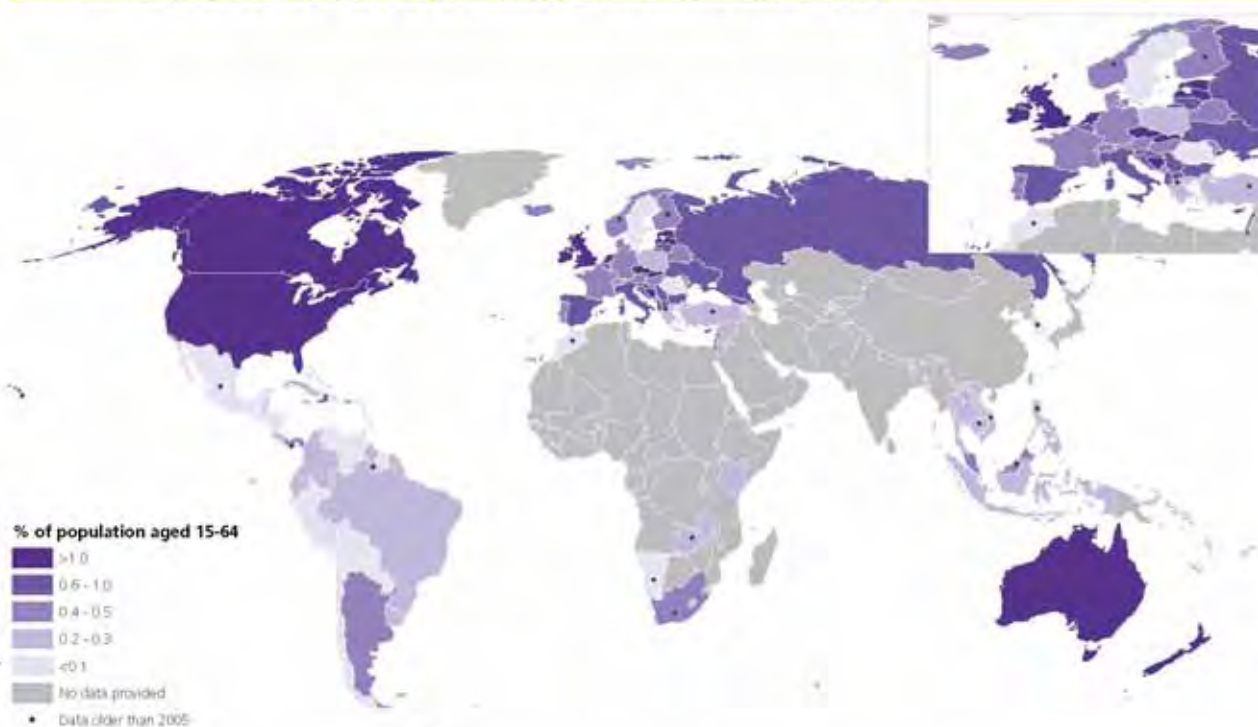 % of population aged 15-64
>1.0
0.6 - 1.0
0.4 - 0.5
0.2 - 0.3
<0.1
No data provided
Data older than 2005